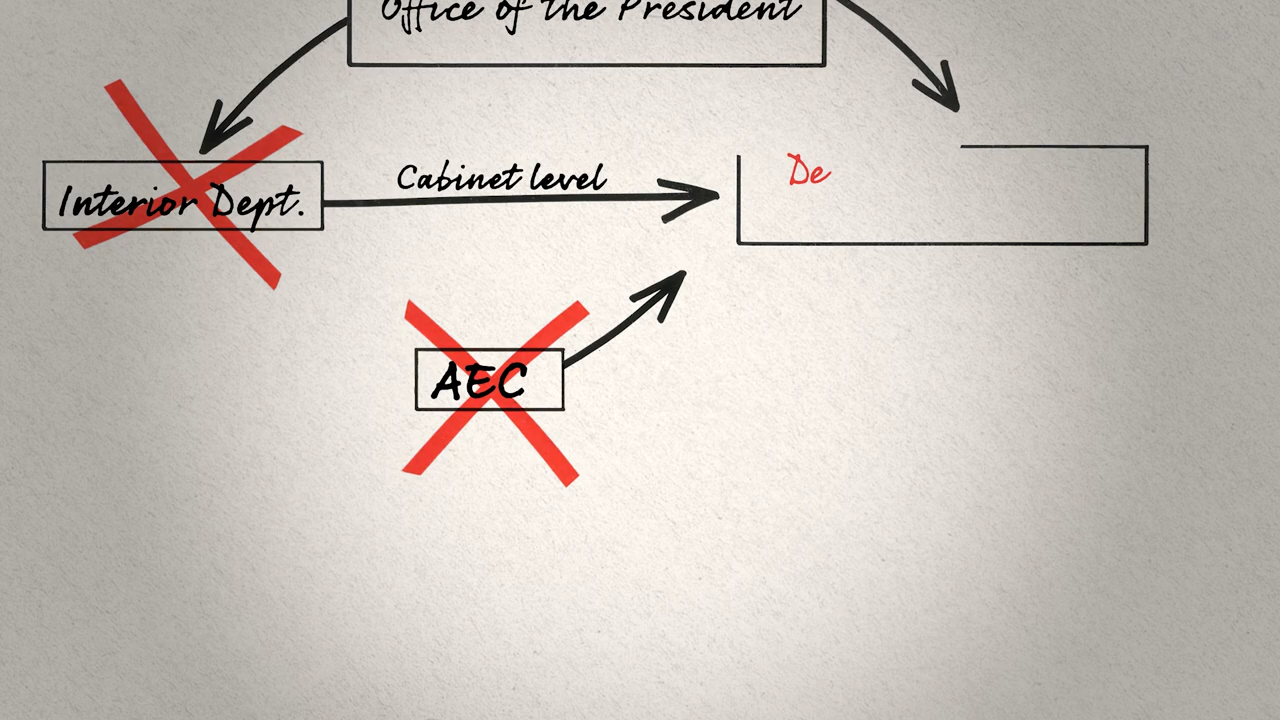 Office of the President
Cabinet level
De
Interior Dept.
AEC